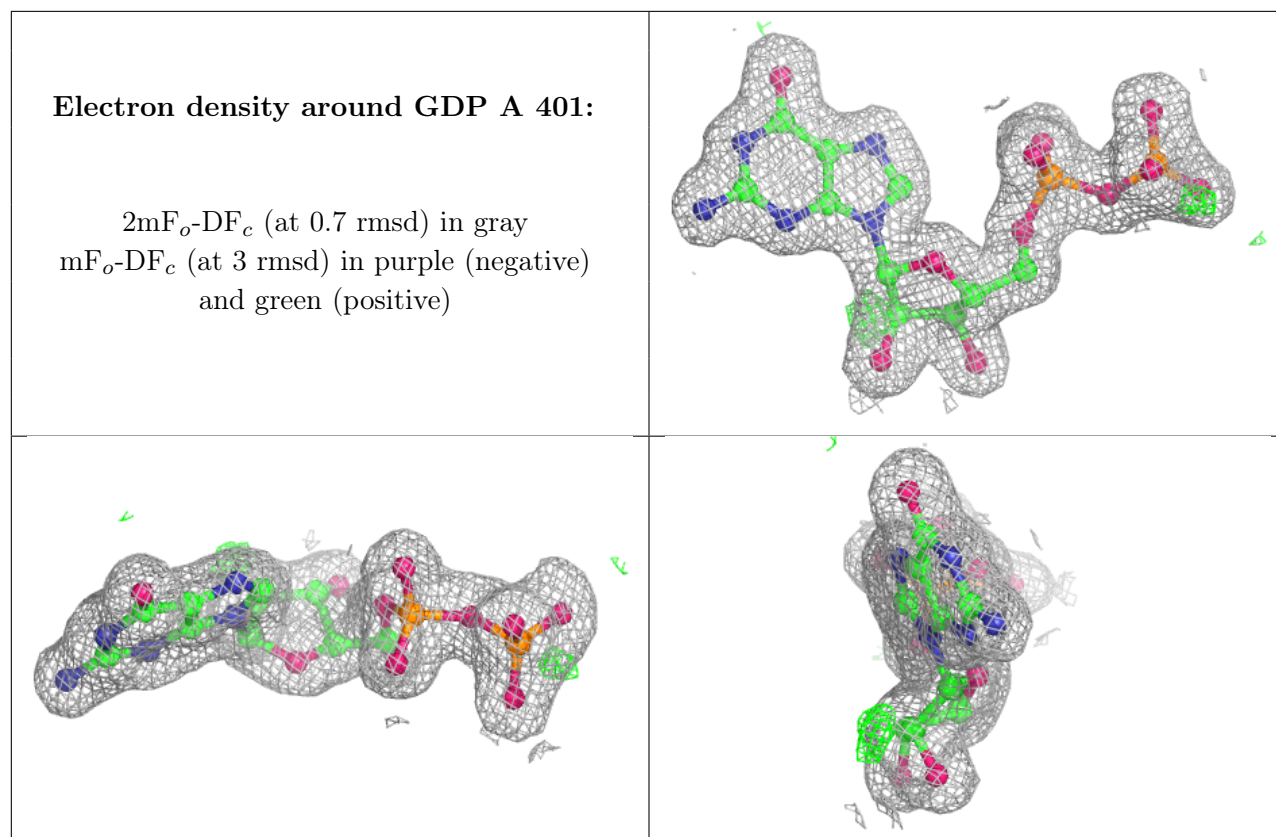 Electron density around GDP A 401:
2mFo-DFc (at 0.7 rmsd) in gray
mFo-DFc (at 3 rmsd) in purple (negative)
and green (positive)